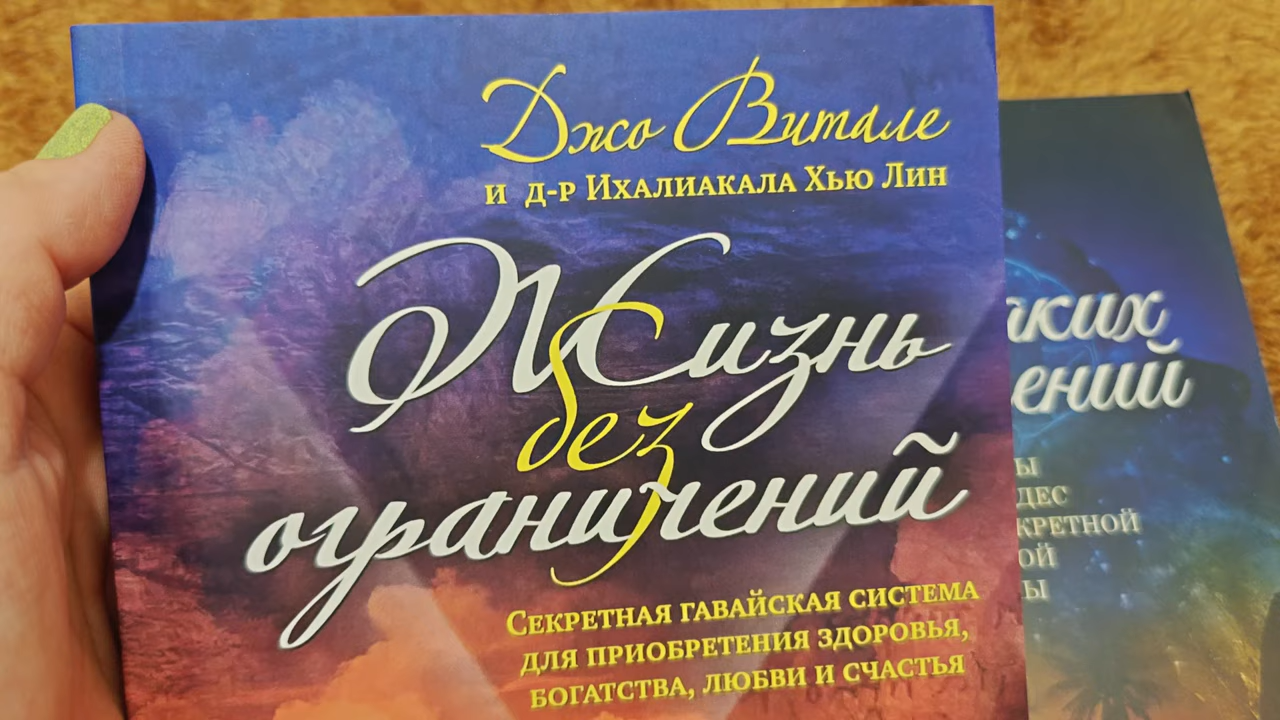 Джо Витале
и д-р Ихалиакала Хью Лин
Жизнь
без
ограничений
Секретная гавайская система
для приобретения здоровья,
богатства, любви и счастья